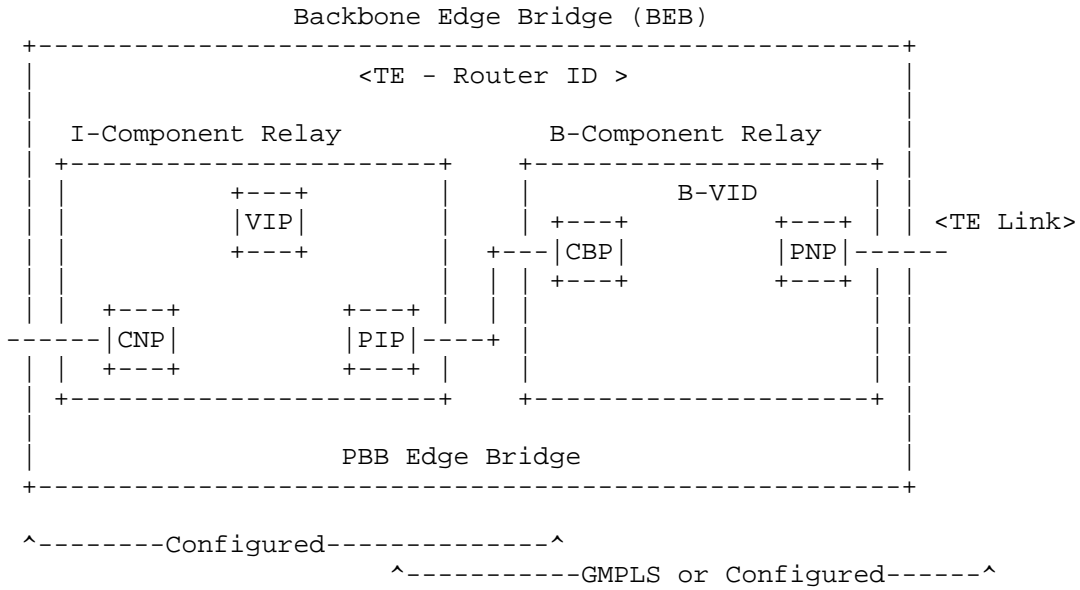 Backbone Edge Bridge (BEB)
<TE - Router ID >
I-Component Relay B-Component Relay
B-VID
VIP <TE Link>
CBP PNP
CNP PIP
PBB Edge Bridge
^--------Configured--------------^
^-----------GMPLS or Configured------^